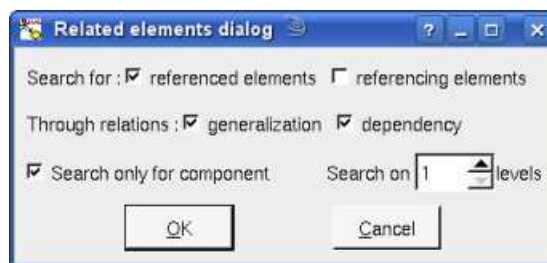 Related elements dialog
Search for : referenced elements referencing elements
Through relations : generalization dependency
Search only for component Search on 1 levels
OK Cancel